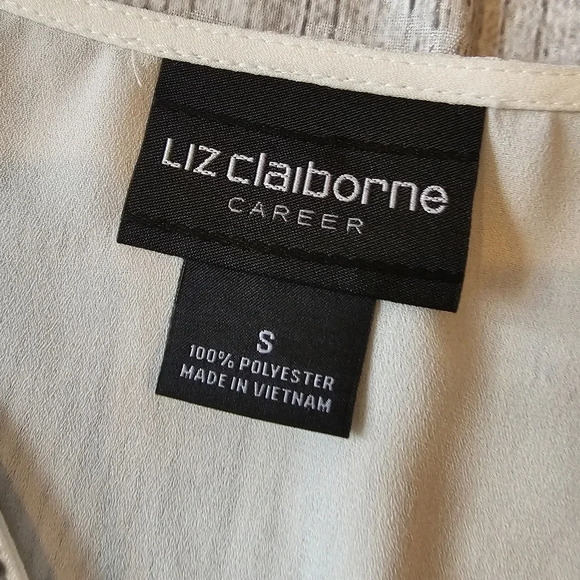 Liz claiborne
CAREER
S
100% POLYESTER
MADE IN VIETNAM